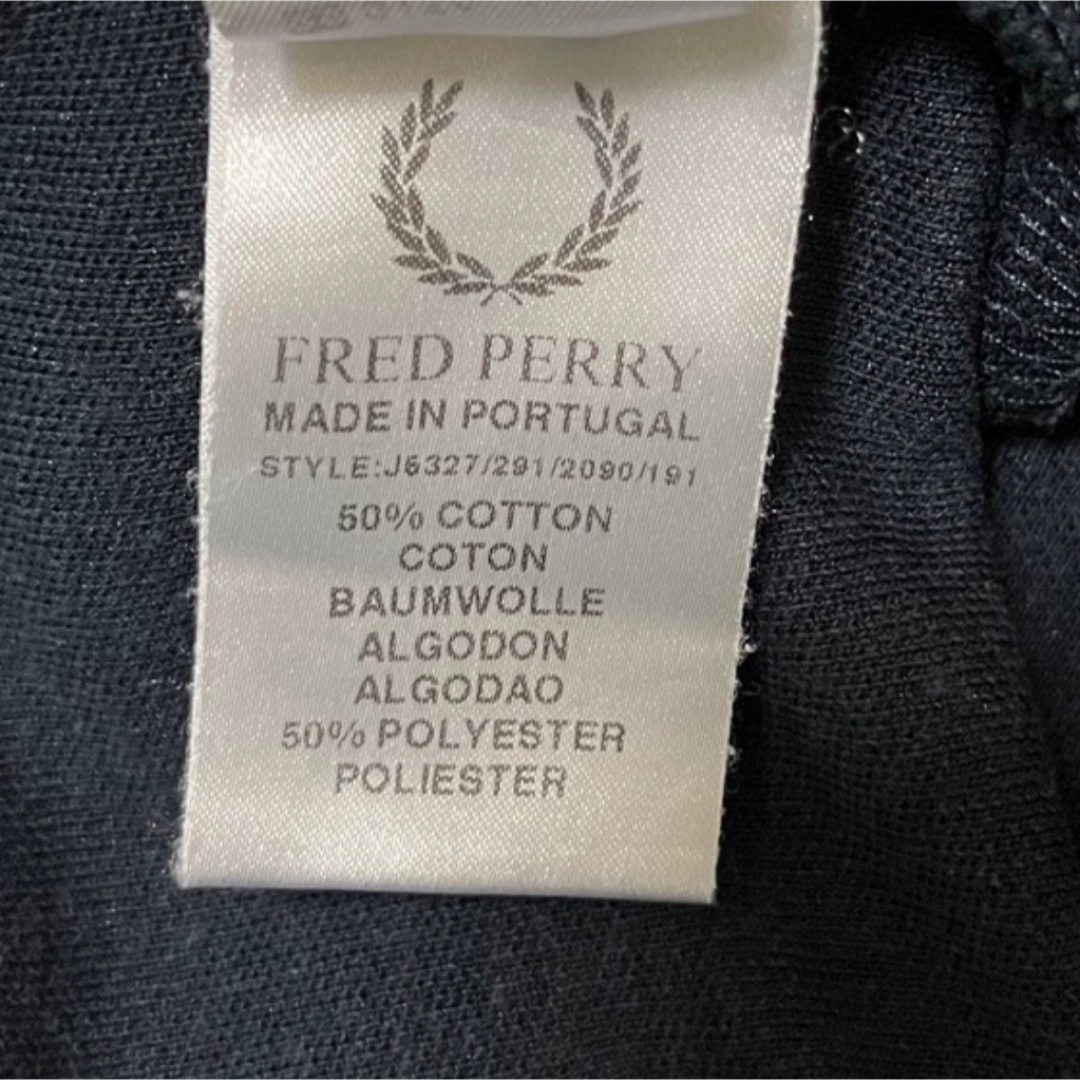 FRED PERRY
MADE IN PORTUGAL
STYLE:J6327/291/2090/191
50% COTTON
COTON
BAUMWOLLE
ALGODON
ALGODAO
50% POLYESTER
POLIESTER